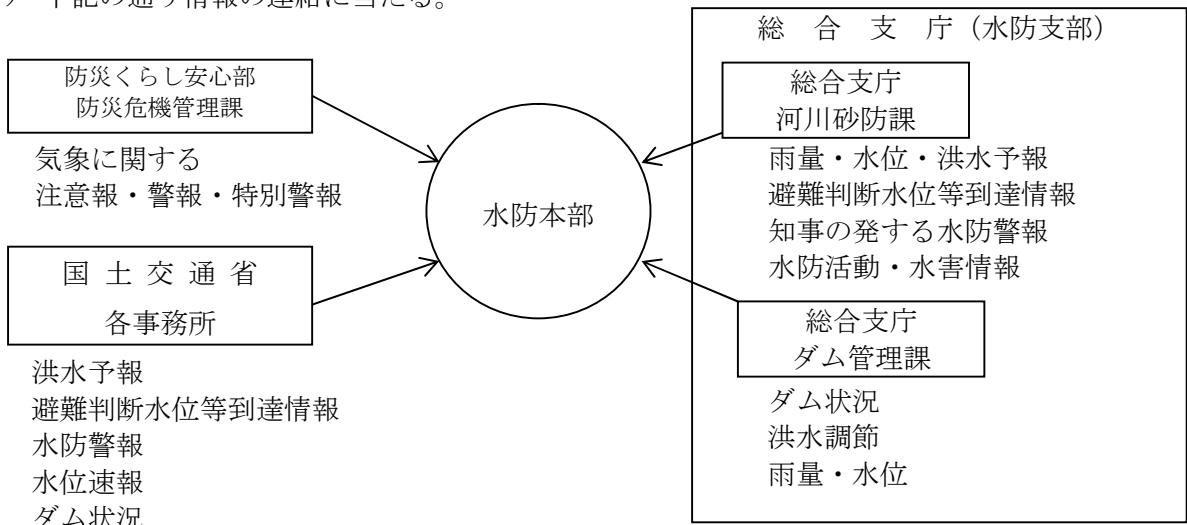 下記の通り情報の連絡に当たる。
防災くらし安心部
防災危機管理課
気象に関する
注意報・警報・特別警報
国土交通省
各事務所
洪水予報
避難判断水位等到達情報
水防警報
水位速報
ダム状況
水防本部
総合支庁(水防支部)
総合支庁
河川砂防課
雨量・水位・洪水予報
避難判断水位等到達情報
知事の発する水防警報
水防活動・水害情報
総合支庁
ダム管理課
ダム状況
洪水調節
雨量・水位